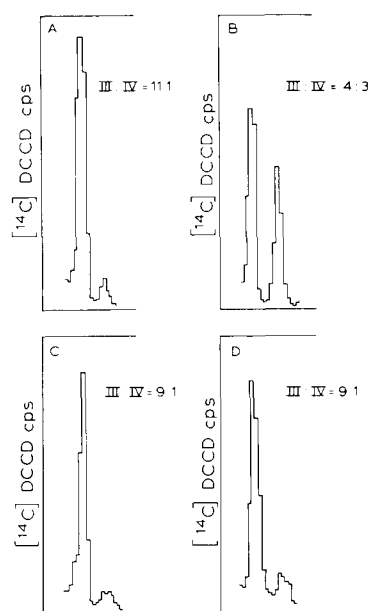 A
III : IV = 11 1
[14C] DCCD cps
B
III : IV = 4 : 3
[14C] DCCD cps
C
III IV = 9 1
[14C] DCCD cps
D
III : IV = 9 1
[14C] DCCD cps